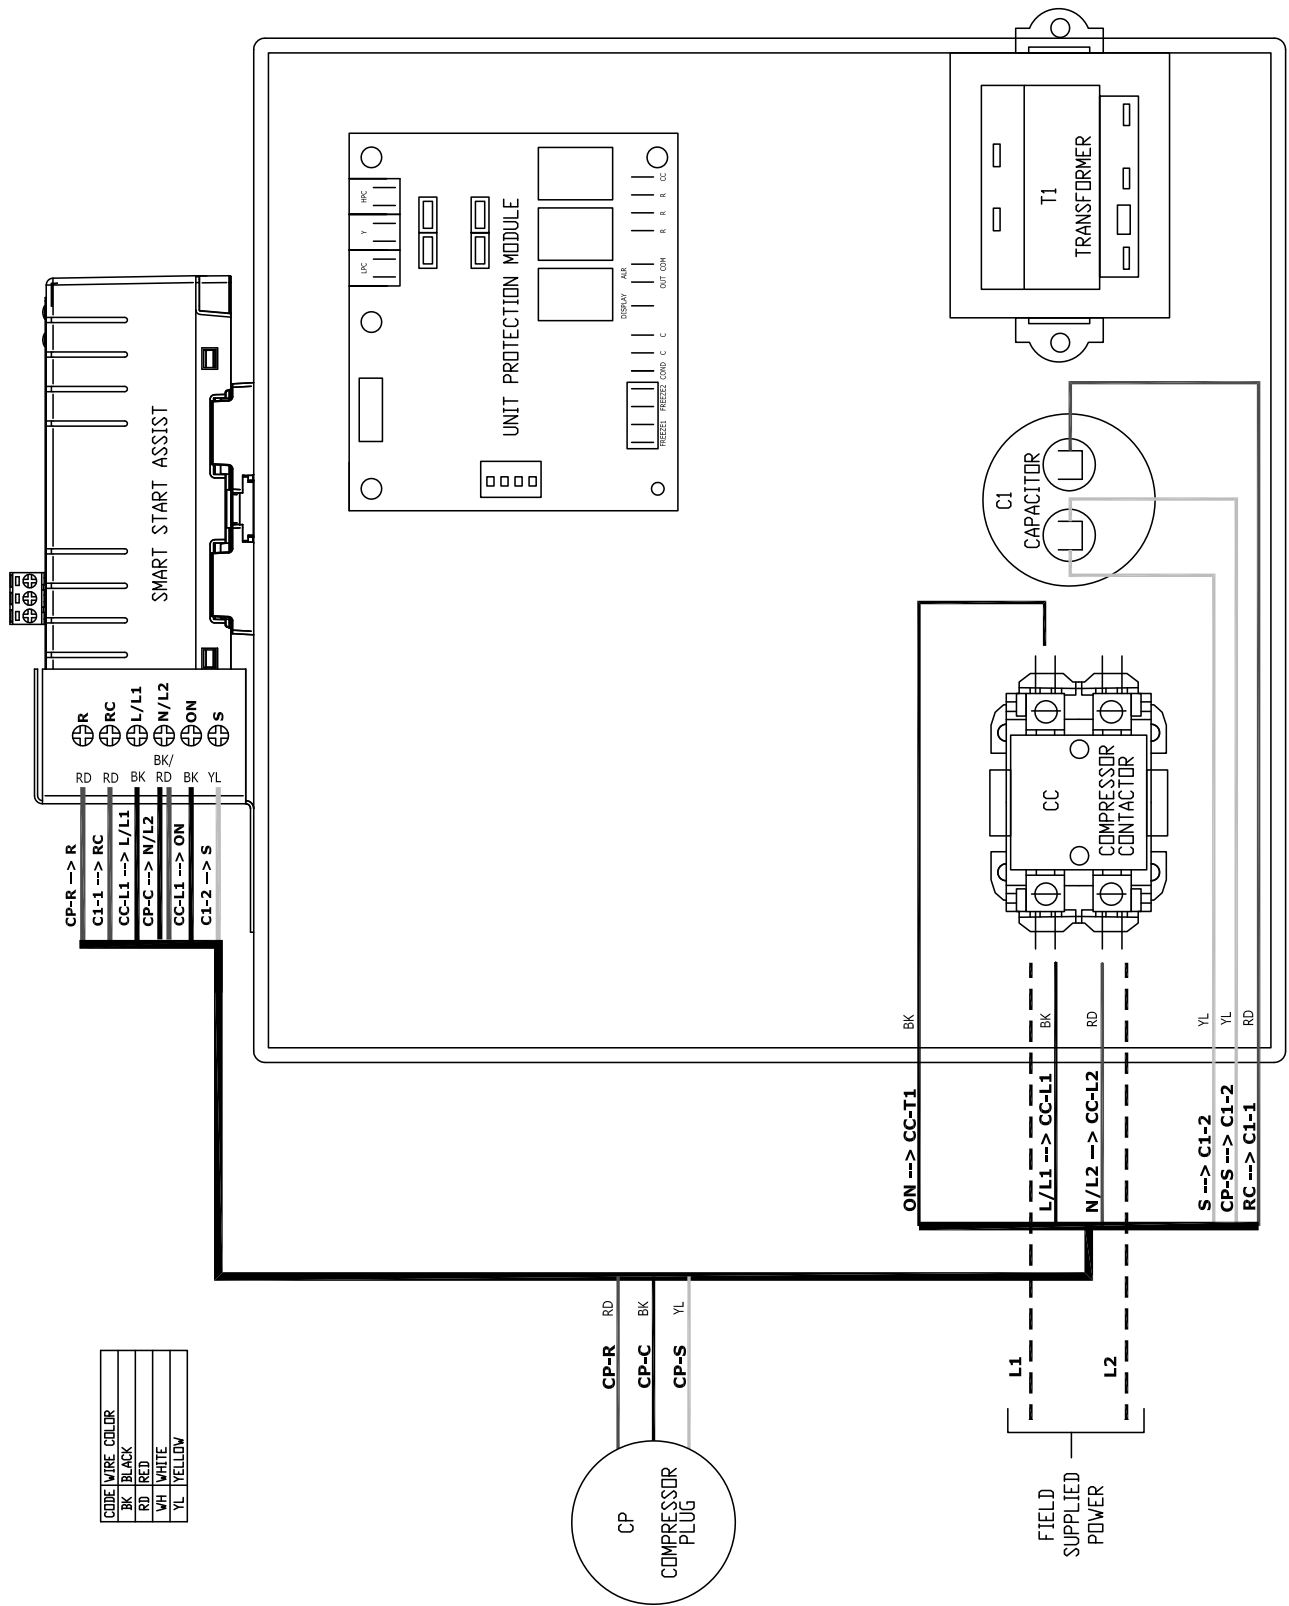 HPC
Y
LPC
UNIT PROTECTION MODULE
CC
R
R
R
COM
OUT
ALR
DISPLAY
C
C
COND
FREEZE2
FREEZE1
T1
TRANSFORMER
C1
CAPACITOR
SMART START ASSIST
R
RC
L/L1
N/L2
ON
S
RD
RD
BK
BK/
RD
BK
YL
CP-R —> R
C1-1 --> RC
CC-L1 --> L/L1
CP-C —> N/L2
CC-L1 --> ON
C1-2 —> S
CC
COMPRESSOR
CONTACTOR
BK
BK
RD
YL
YL
RD
ON --> CC-T1
L/L1 --> CC-L1
N/L2 —> CC-L2
S --> C1-2
CP-S --> C1-2
RC --> C1-1
RD
BK
YL
CP-R
CP-C
CP-S
CP
COMPRESSOR
PLUG
L1
L2
FIELD
SUPPLIED
POWER
CODE WIRE COLOR
BK BLACK
RD RED
WH WHITE
YL YELLOW